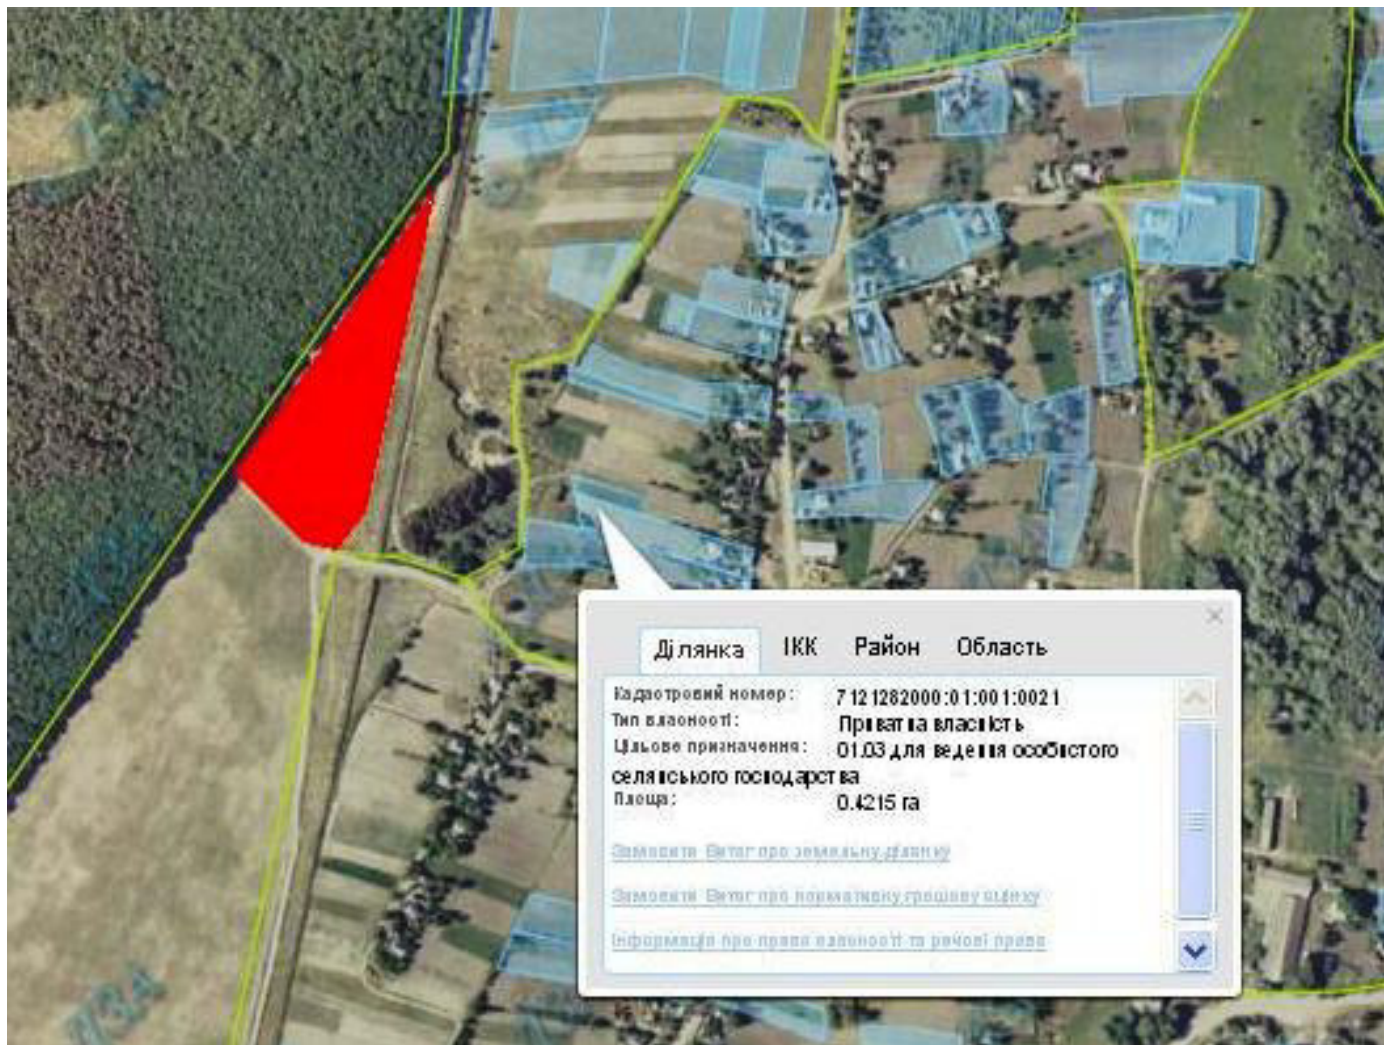 Ділянка ІКК Район Область
Кадастровий номер: 7121282000:01:001:0021
Тип власності: Приватна власність
Цільове призначення: 01.03 для ведення особистого
селянського господарства
Площа: 0.4215 га
Замовити Витяг про земельну ділянку
Замовити Витяг про нормативну грошову оцінку
Інформація про право власності та речові права